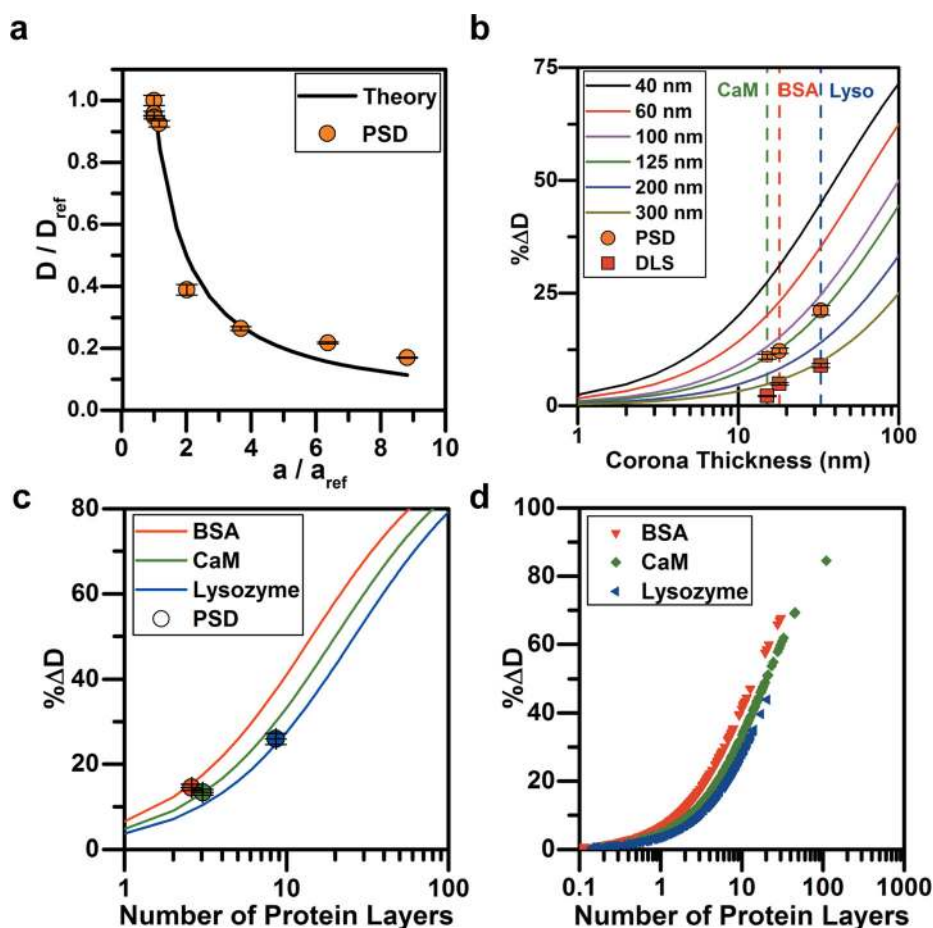 a
D / D_ref
1.0
0.8
0.6
0.4
0.2
0.0
Theory
PSD
0 2 4 6 8 10
a / a_ref
b
%ΔD
75
50
25
0
40 nm
60 nm
100 nm
125 nm
200 nm
300 nm
PSD
DLS
CaM BSA Lyso
1 10 100
Corona Thickness (nm)
c
%ΔD
80
60
40
20
0
BSA
CaM
Lysozyme
PSD
1 10 100
Number of Protein Layers
d
%ΔD
100
80
60
40
20
0
BSA
CaM
Lysozyme
0.1 1 10 100 1000
Number of Protein Layers